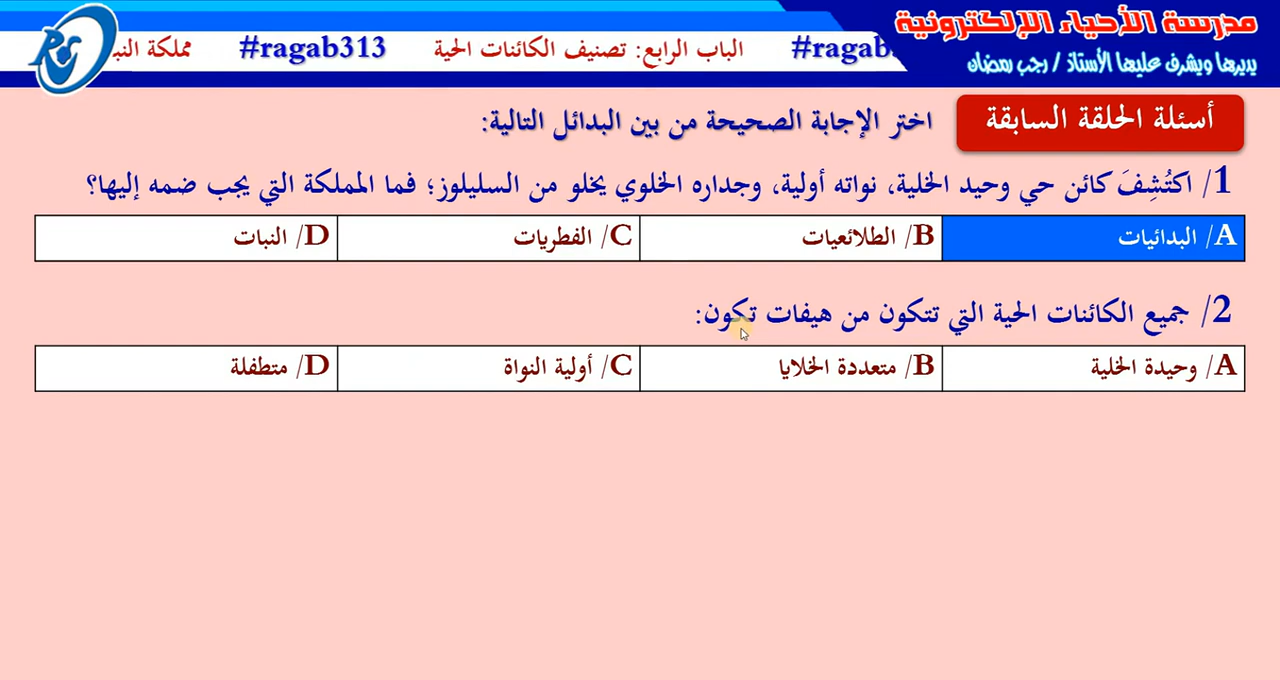 مدرسة الأحياء الإلكترونية
يديرها ويشرف عليها الأستاذ / رجب رمضان
#ragab الباب الرابع: تصنيف الكائنات الحية #ragab313 مملكة النب
أسئلة الحلقة السابقة
اختر الإجابة الصحيحة من بين البدائل التالية:
1/ اكتُشِفَ كائن حي وحيد الخلية، نواته أولية، وجداره الخلوي يخلو من السليلوز؛ فما المملكة التي يجب ضمه إليها؟
A/ البدائيات B/ الطلائعيات C/ الفطريات D/ النبات
2/ جميع الكائنات الحية التي تتكون من هيفات تكون:
A/ وحيدة الخلية B/ متعددة الخلايا C/ أولية النواة D/ متطفلة